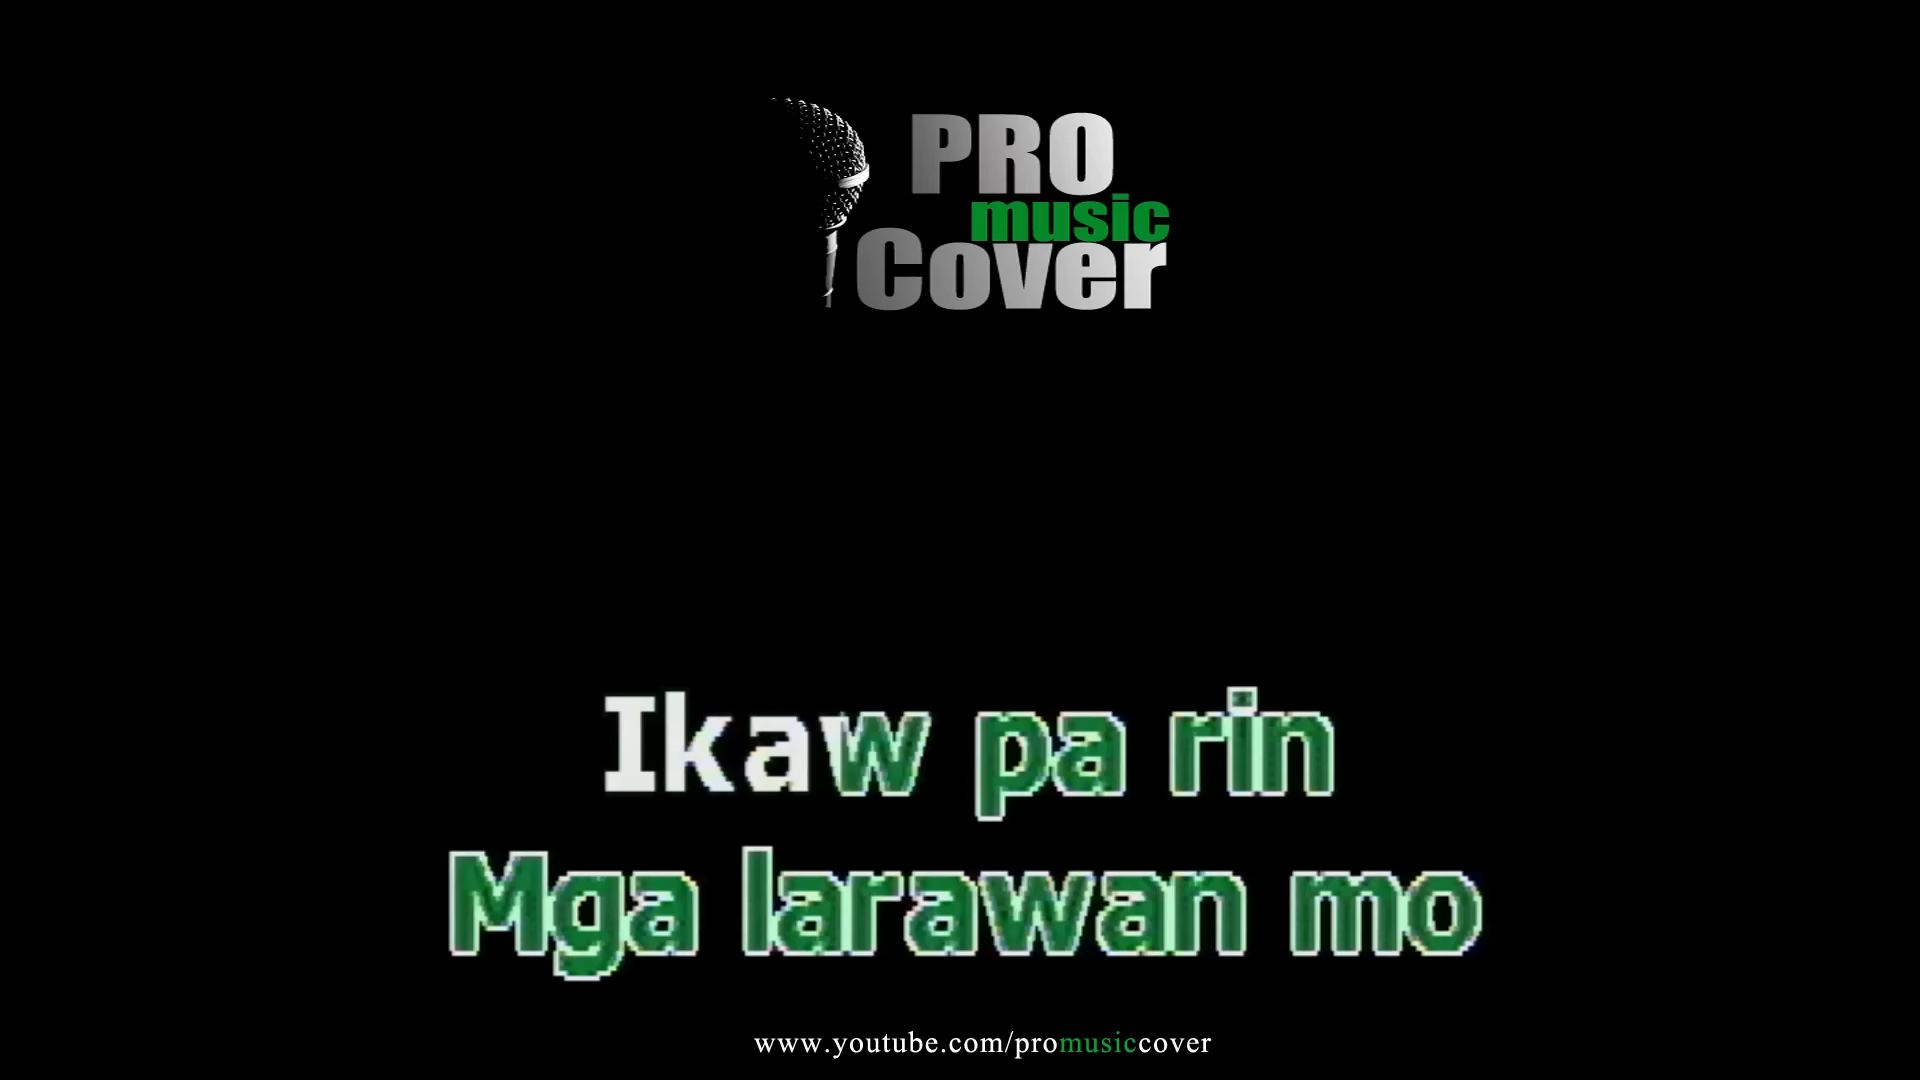 PRO
music
Cover
Ikaw pa rin
Mga larawan mo
www.youtube.com/promusiccover